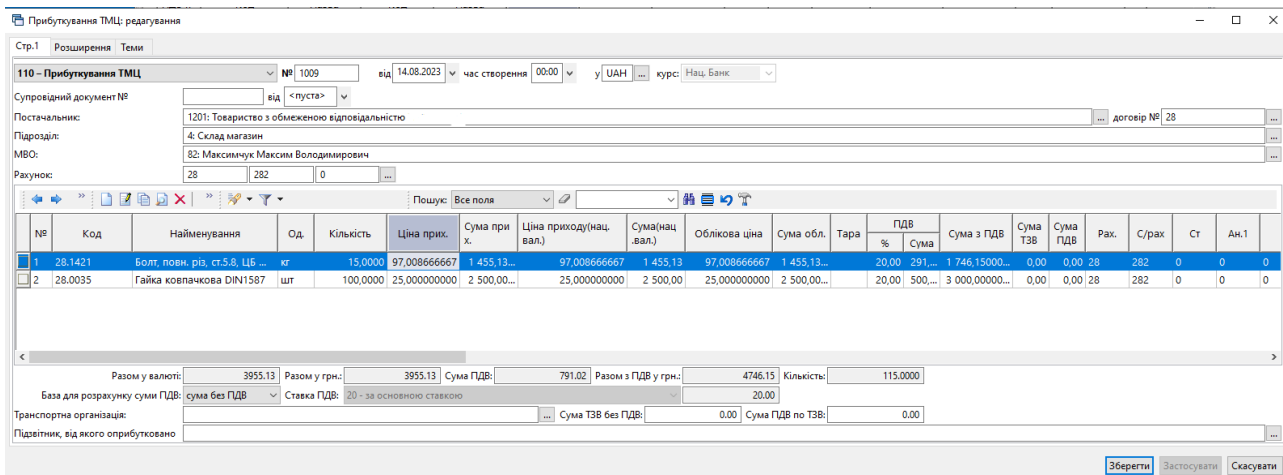 Прибуткування ТМЦ: редагування
Стр.1 Розширення Теми
110 – Прибуткування ТМЦ № 1009 від 14.08.2023 час створення 00:00 у UAH ... курс: Нац. Банк
Супровідний документ № від <пуста>
Постачальник: 1201: Товариство з обмеженою відповідальністю ... договір № 28 ...
Підрозділ: 4: Склад магазин ...
МВО: 82: Максимчук Максим Володимирович ...
Рахунок: 28 282 0 ...
Пошук: Все поля
№ Код Найменування Од. Кількість Ціна прих. Сума при х. Ціна приходу(нац. вал.) Сума(нац .вал.) Облікова ціна Сума обл. Тара ПДВ % Сума Сума з ПДВ Сума ТЗВ Сума ПДВ Рах. С/рах Ст Ан.1
1 28.1421 Болт, повн. різ, ст.5.8, ЦБ ... кг 15,0000 97,008666667 1 455,13... 97,008666667 1 455,13 97,008666667 1 455,13... 20,00 291,... 1 746,15000... 0,00 0,00 28 282 0 0 0
2 28.0035 Гайка ковпачкова DIN1587 шт 100,0000 25,000000000 2 500,00... 25,000000000 2 500,00 25,000000000 2 500,00... 20,00 500,... 3 000,00000... 0,00 0,00 28 282 0 0 0
Разом у валюті: 3955.13 Разом у грн.: 3955.13 Сума ПДВ: 791.02 Разом з ПДВ у грн.: 4746.15 Кількість: 115.0000
База для розрахунку суми ПДВ: сума без ПДВ Ставка ПДВ: 20 - за основною ставкою 20.00
Транспортна організація: ... Сума ТЗВ без ПДВ: 0.00 Сума ПДВ по ТЗВ: 0.00
Підзвітник, від якого оприбутковано ...
Зберегти Застосувати Скасувати